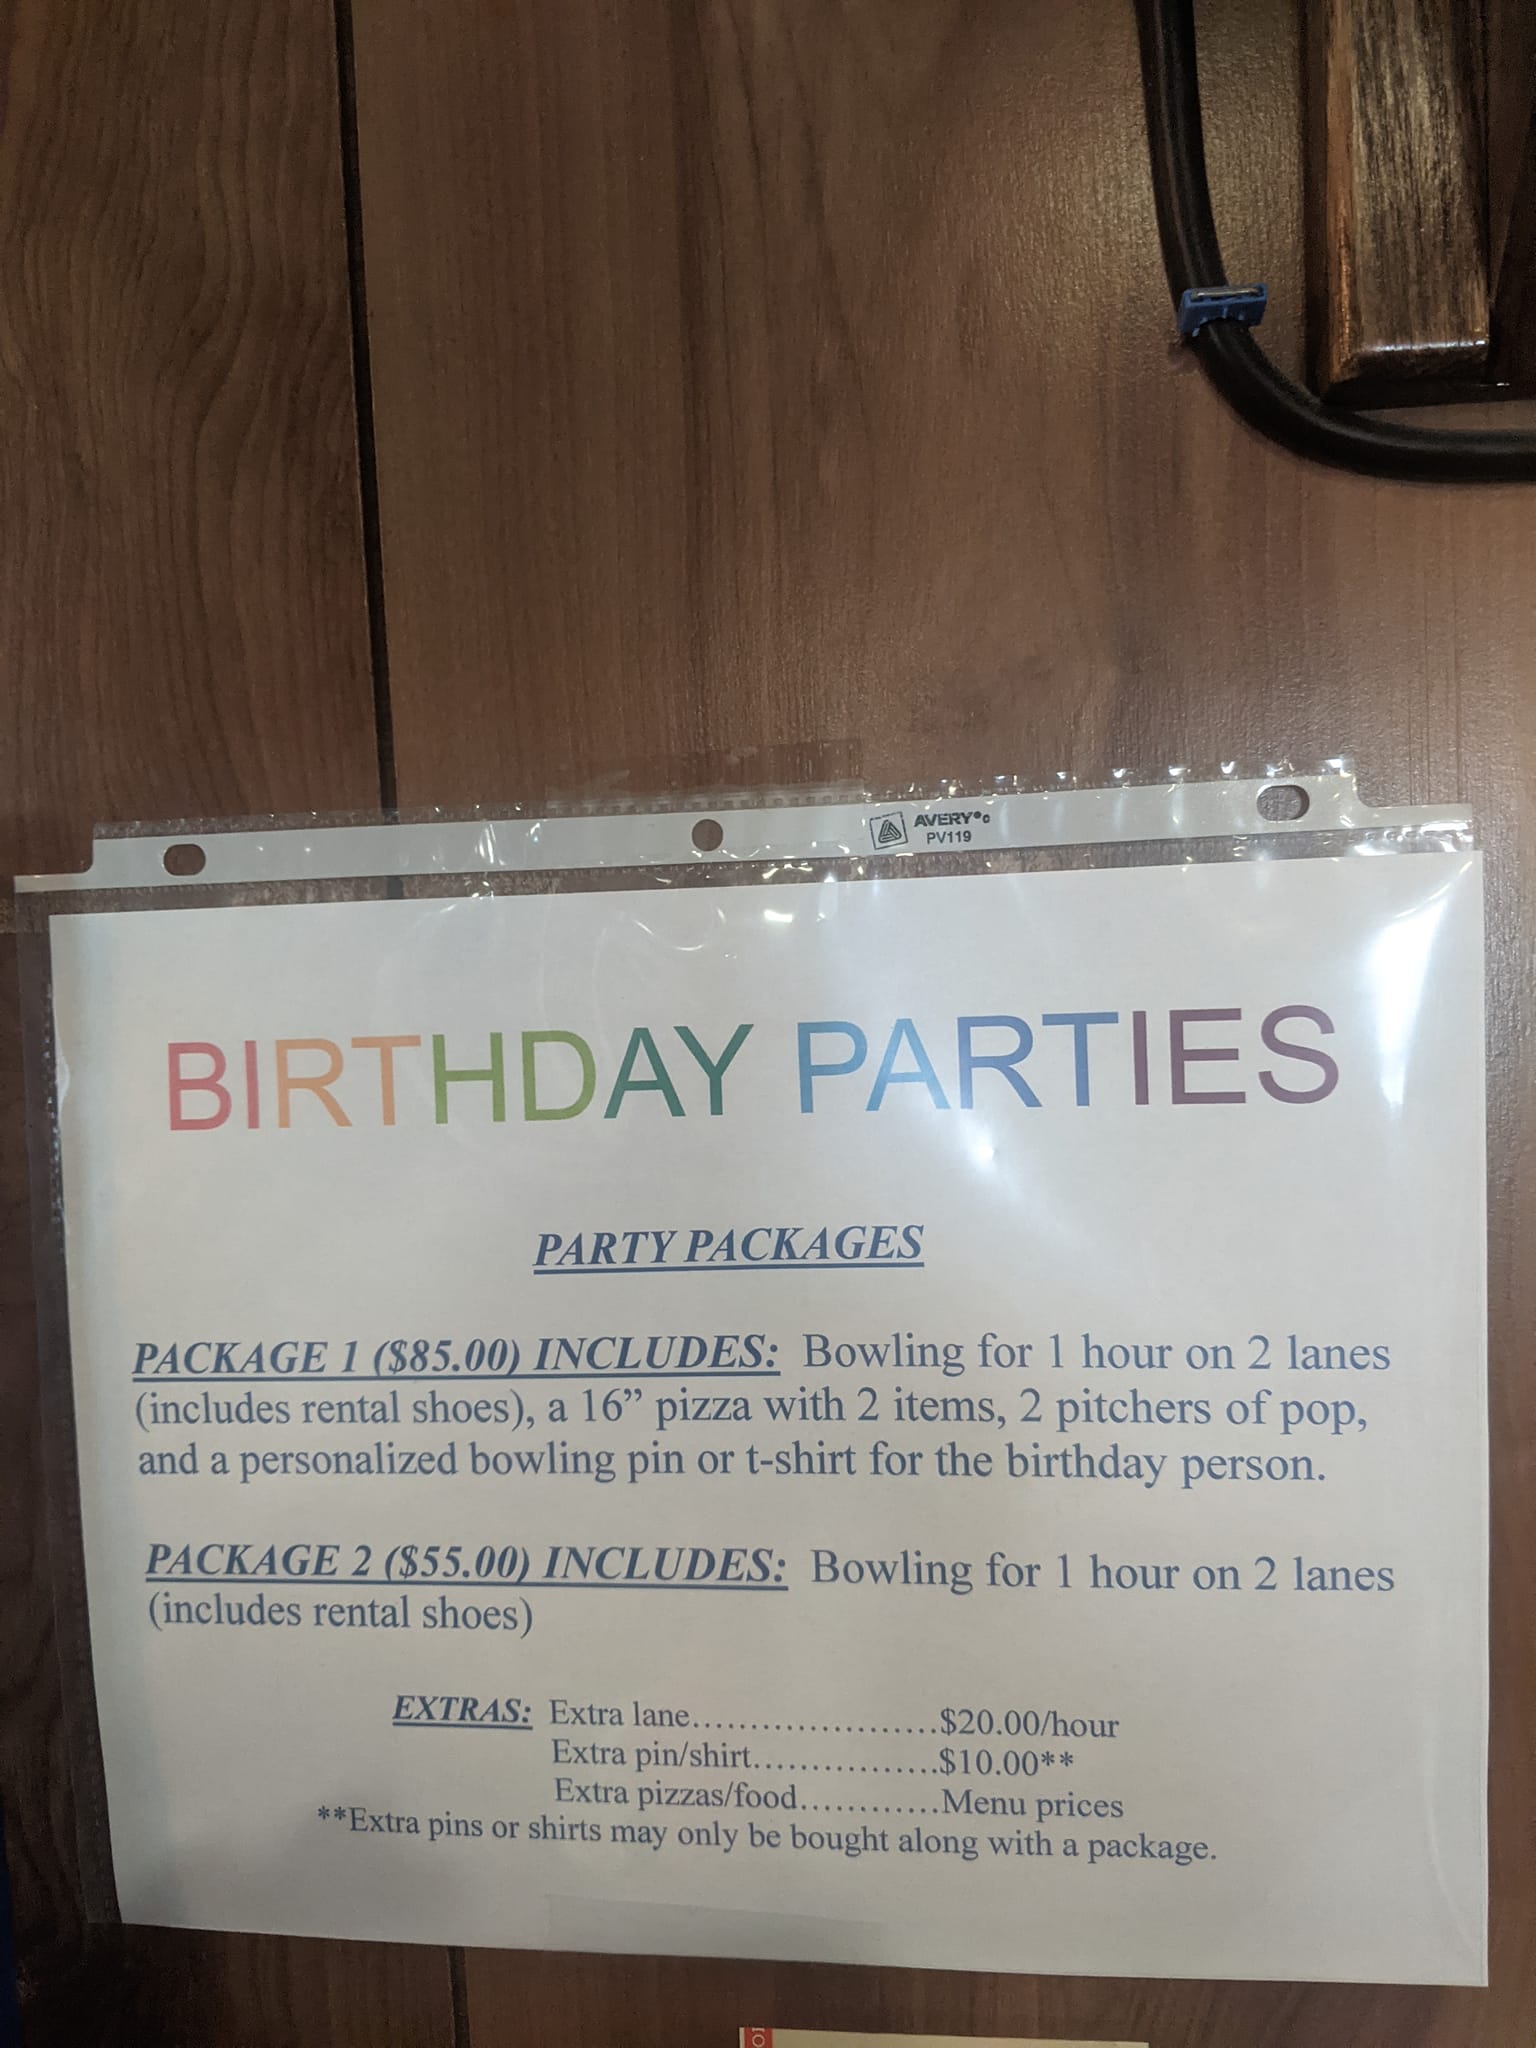 AVERY®
PV119
BIRTHDAY PARTIES
PARTY PACKAGES
PACKAGE 1 ($85.00) INCLUDES: Bowling for 1 hour on 2 lanes
(includes rental shoes), a 16” pizza with 2 items, 2 pitchers of pop,
and a personalized bowling pin or t-shirt for the birthday person.
PACKAGE 2 ($55.00) INCLUDES: Bowling for 1 hour on 2 lanes
(includes rental shoes)
EXTRAS: Extra lane.....................$20.00/hour
Extra pin/shirt................$10.00**
Extra pizzas/food............Menu prices
**Extra pins or shirts may only be bought along with a package.